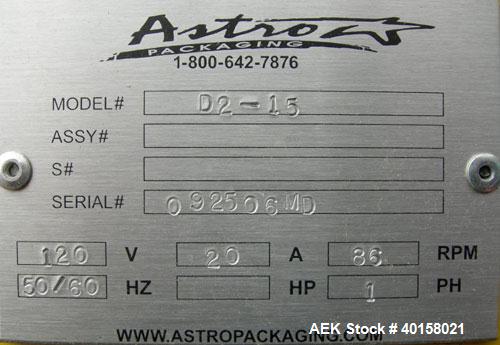 Astro
PACKAGING
1-800-642-7876
MODEL# D2-15
ASSY#
S#
SERIAL# 092506MD
120 V 20 A 86 RPM
50/60 HZ HP 1 PH
WWW.ASTROPACKAGING.COM
AEK Stock # 40158021